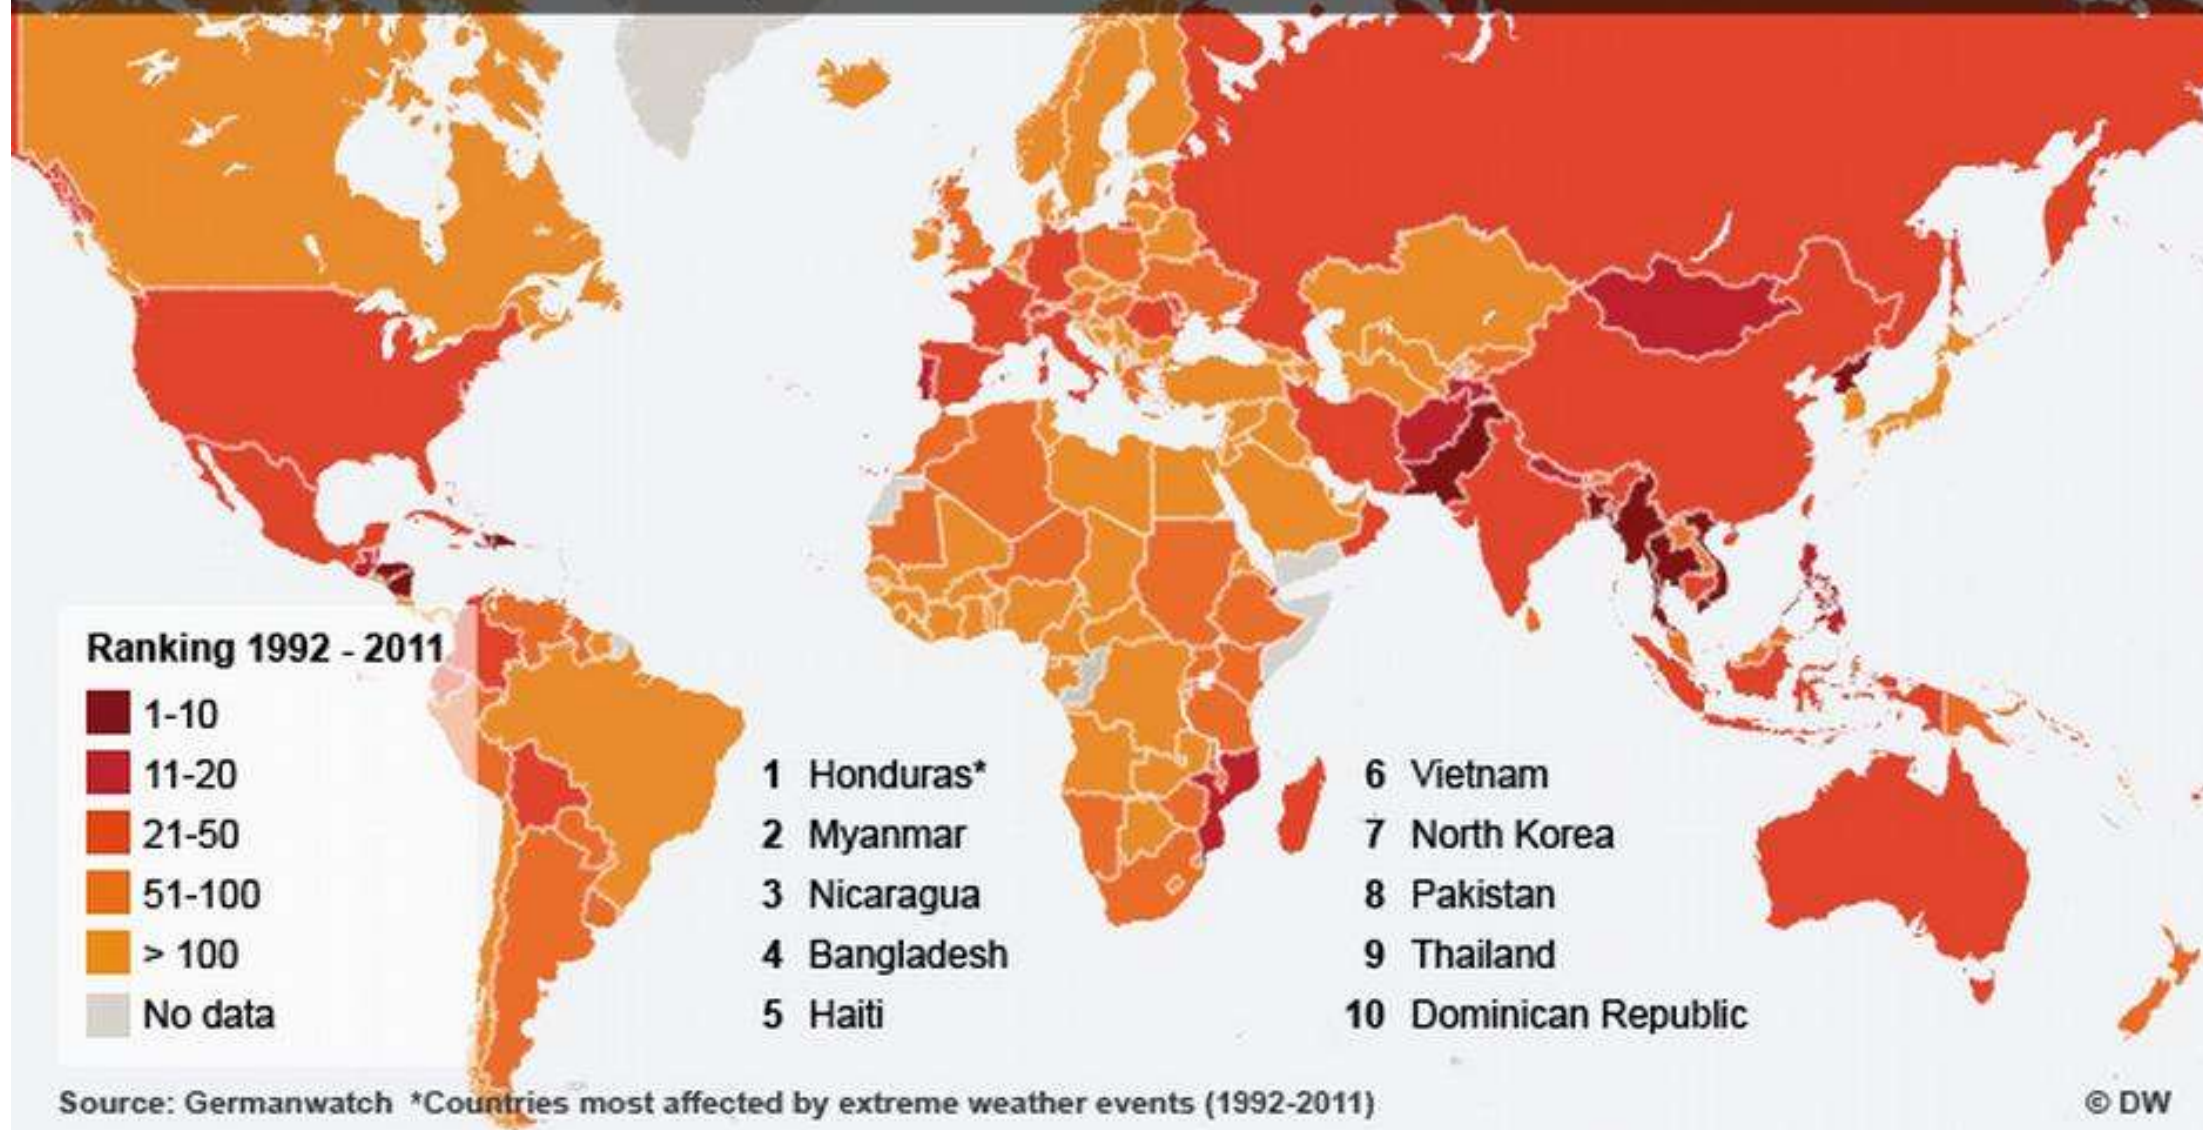 Ranking 1992 - 2011
1-10
11-20
21-50
51-100
> 100
No data
1 Honduras*
2 Myanmar
3 Nicaragua
4 Bangladesh
5 Haiti
6 Vietnam
7 North Korea
8 Pakistan
9 Thailand
10 Dominican Republic
Source: Germanwatch *Countries most affected by extreme weather events (1992-2011)
© DW